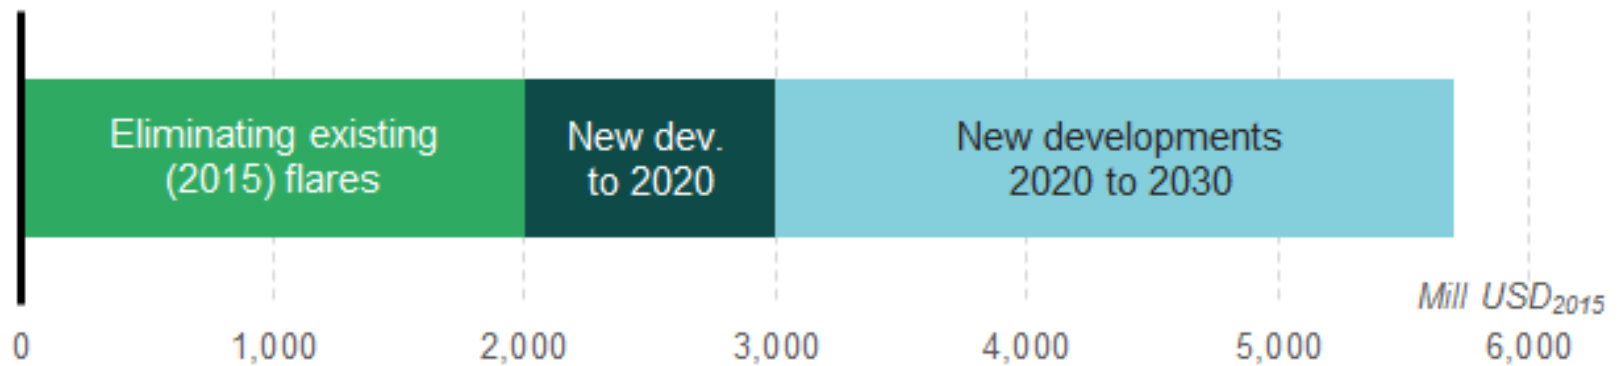 Eliminating existing
(2015) flares
New dev.
to 2020
New developments
2020 to 2030
Mill USD2015
0 1,000 2,000 3,000 4,000 5,000 6,000